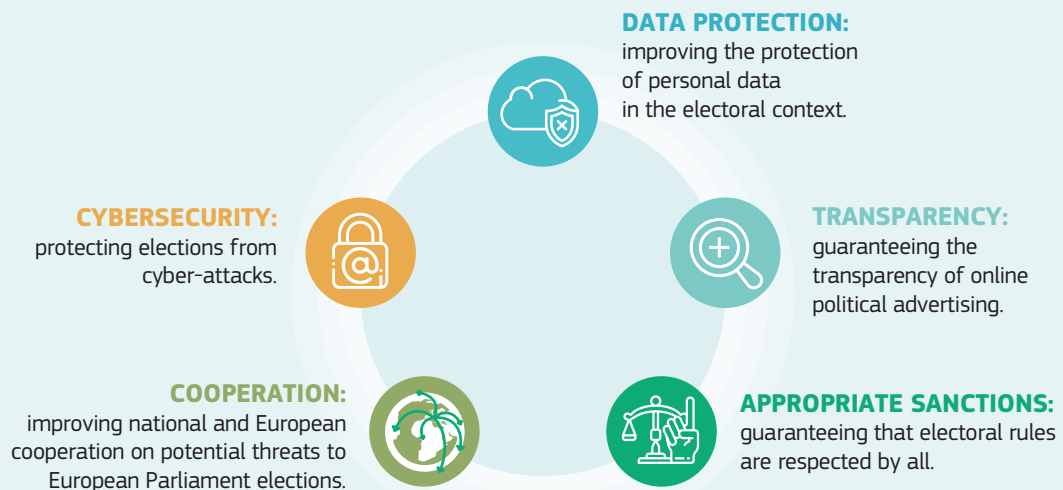 DATA PROTECTION:
improving the protection
of personal data
in the electoral context.
CYBERSECURITY:
protecting elections from
cyber-attacks.
@
TRANSPARENCY:
guaranteeing the
transparency of online
political advertising.
COOPERATION:
improving national and European
cooperation on potential threats to
European Parliament elections.
APPROPRIATE SANCTIONS:
guaranteeing that electoral rules
are respected by all.